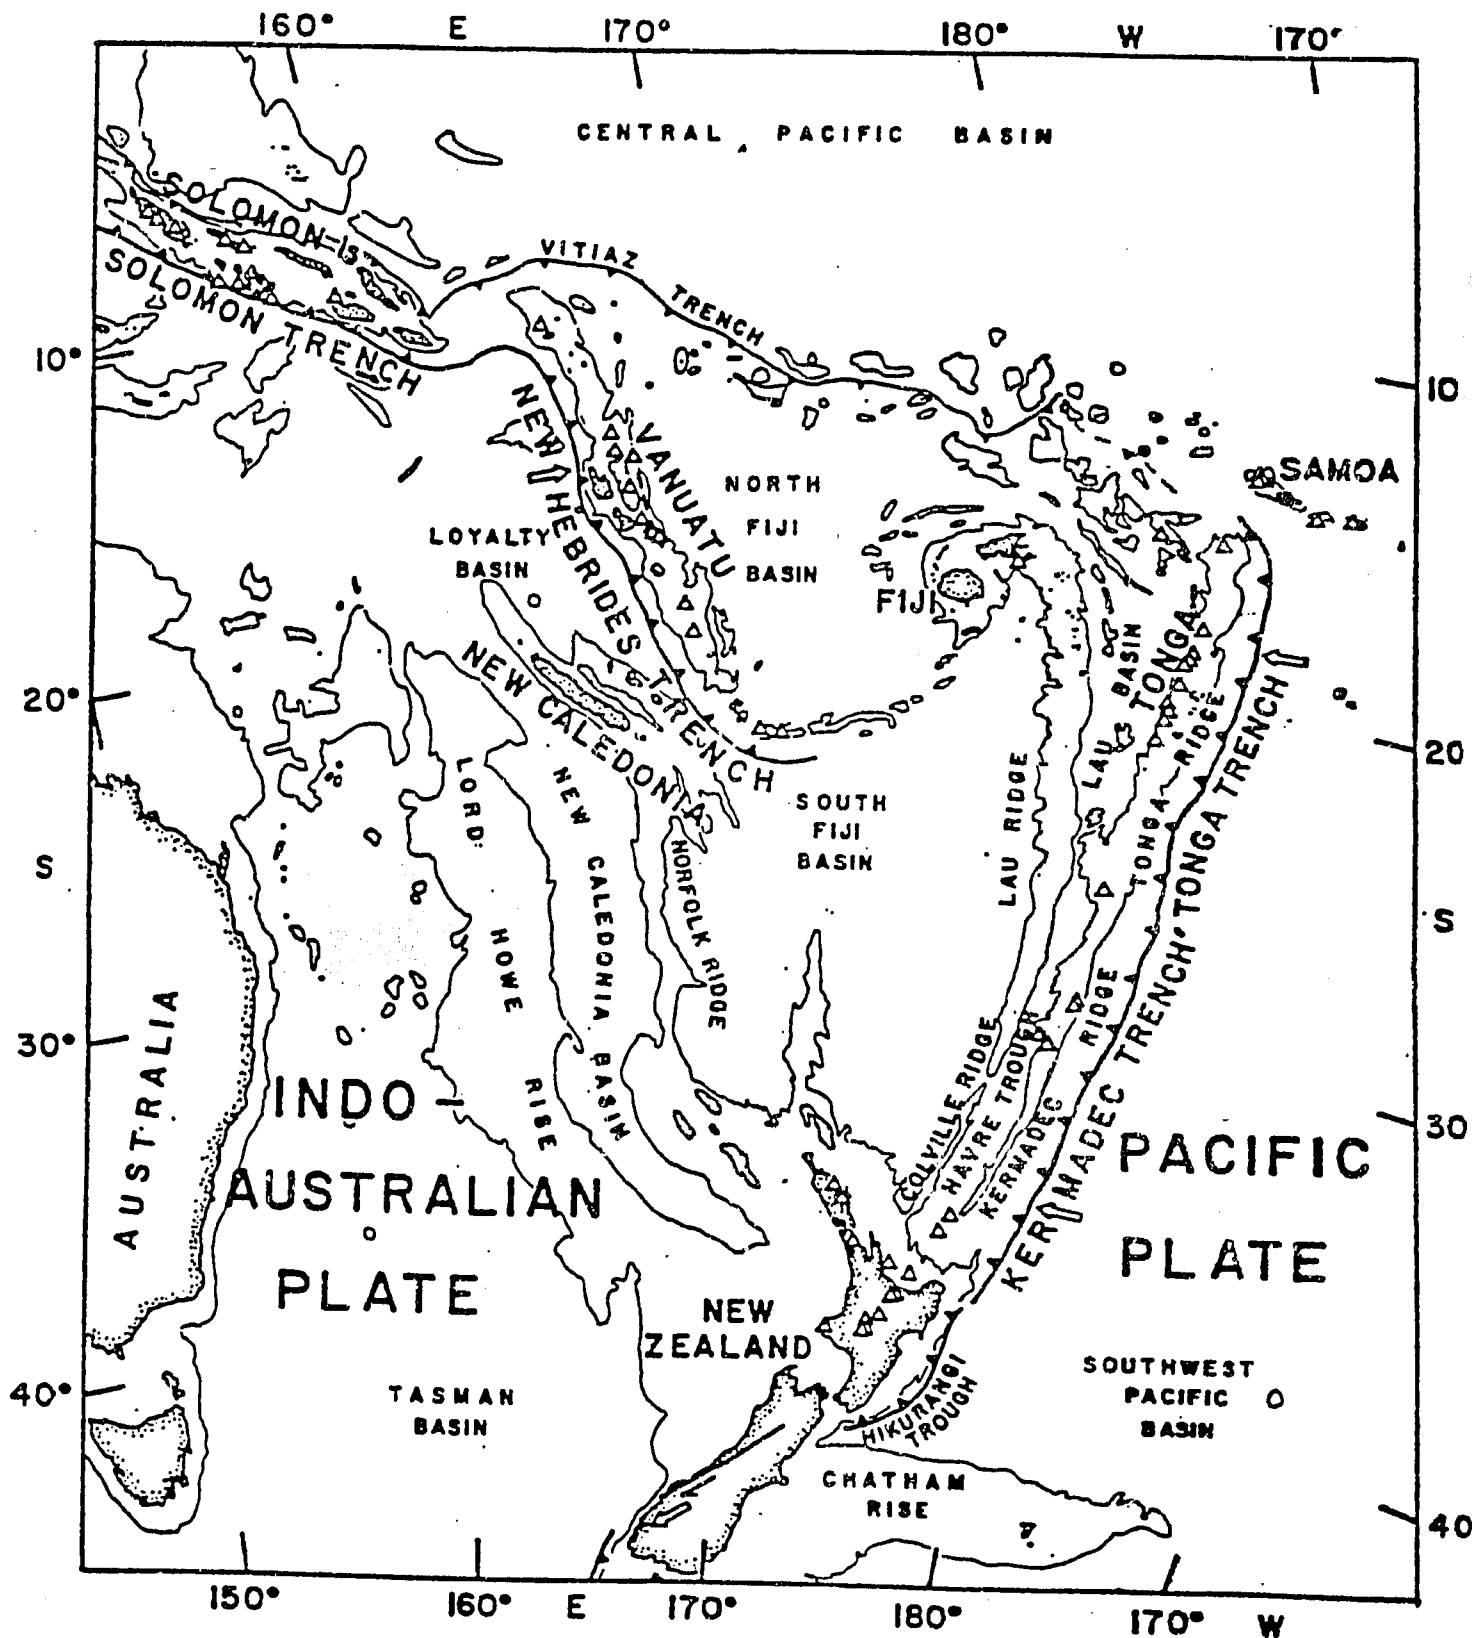 160° E 170° 180° W 170°
CENTRAL PACIFIC BASIN
SOLOMON Is
SOLOMON TRENCH
VITIAZ
TRENCH
10°
10
NEW HEBRIDES TRENCH
VANUATU
NORTH
FIJI
BASIN
SAMOA
LOYALTY
BASIN
FIJI
NEW CALEDONIA
LAU BASIN
TONGA
20°
20
TONGA RIDGE
LAU RIDGE
SOUTH
FIJI
BASIN
LORD
HOWE
RISE
NEW
CALEDONIA
BASIN
NORFOLK RIDGE
S
S
KERMADEC TRENCH-TONGA TRENCH
AUSTRALIA
30°
30
COLVILLE RIDGE
HAVRE TROUGH
KERMADEC RIDGE
INDO-
AUSTRALIAN
PLATE
PACIFIC
PLATE
NEW
ZEALAND
40°
40
TASMAN
BASIN
HIKURANGI
TROUGH
SOUTHWEST
PACIFIC
BASIN
CHATHAM
RISE
150° 160° E 170° 180° 170° W